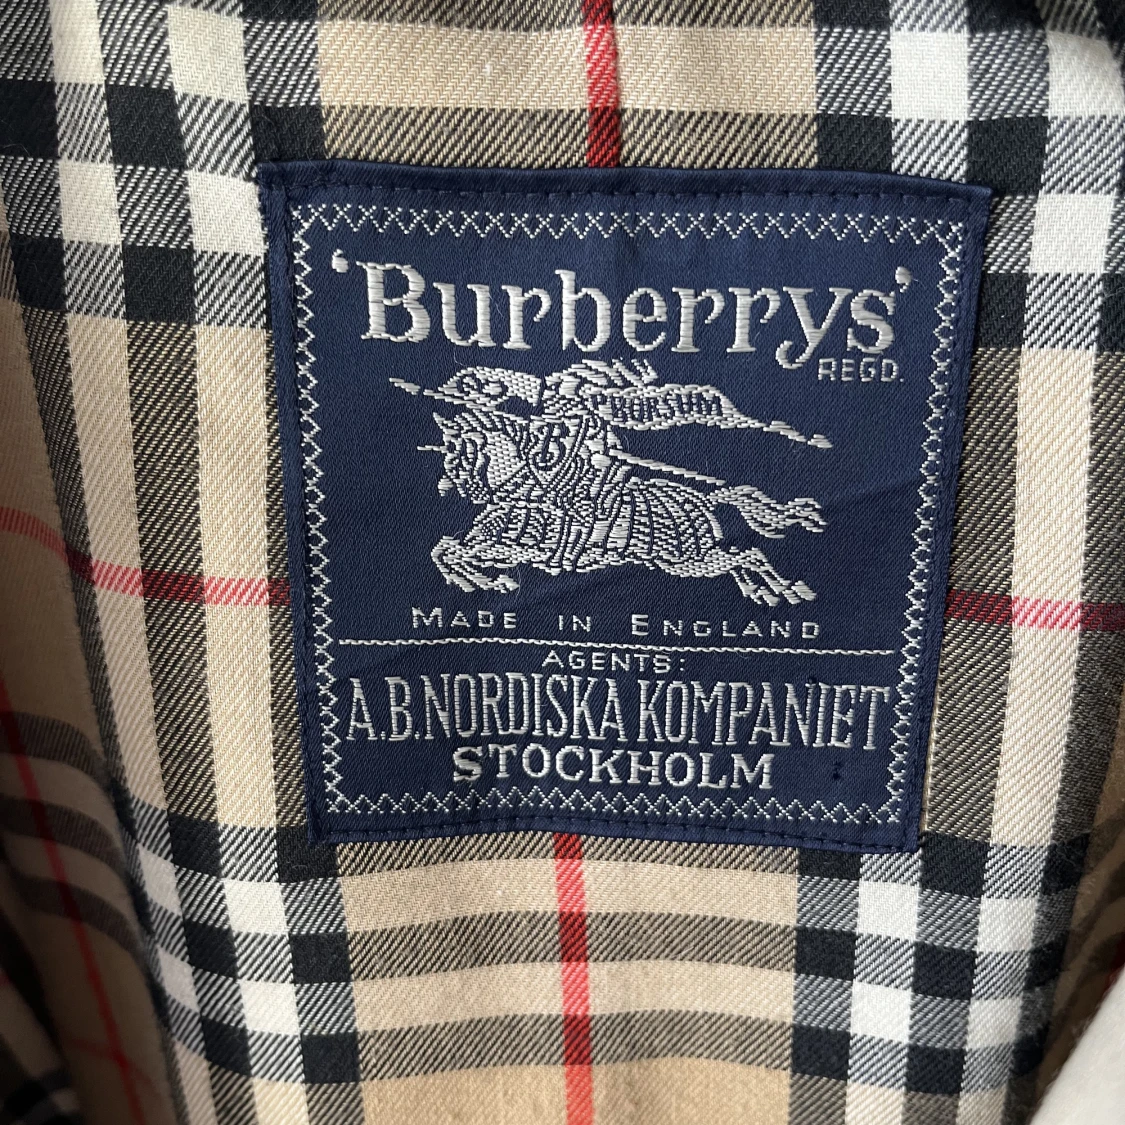 'Burberrys'
REGD.
PRORSUM
B
MADE IN ENGLAND
AGENTS:
A.B.NORDISKA KOMPANIET
STOCKHOLM